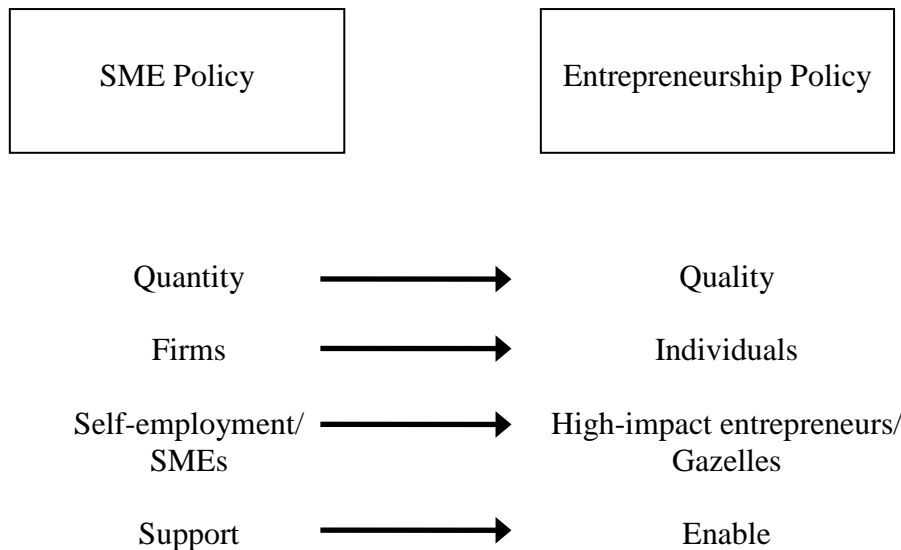 SME Policy
Entrepreneurship Policy
Quantity
Quality
Firms
Individuals
Self-employment/
SMEs
High-impact entrepreneurs/
Gazelles
Support
Enable